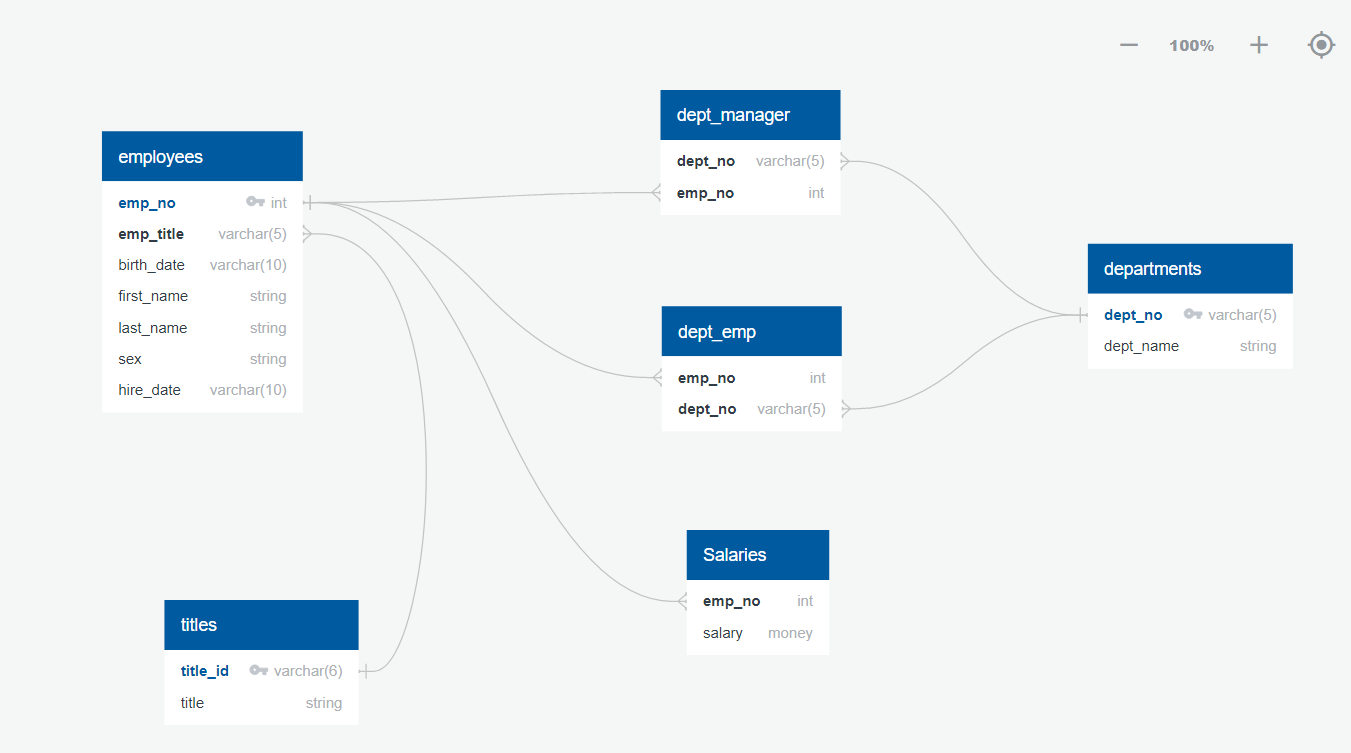 100%
employees
emp_no int
emp_title varchar(5)
birth_date varchar(10)
first_name string
last_name string
sex string
hire_date varchar(10)
dept_manager
dept_no varchar(5)
emp_no int
departments
dept_no varchar(5)
dept_name string
dept_emp
emp_no int
dept_no varchar(5)
Salaries
emp_no int
salary money
titles
title_id varchar(6)
title string